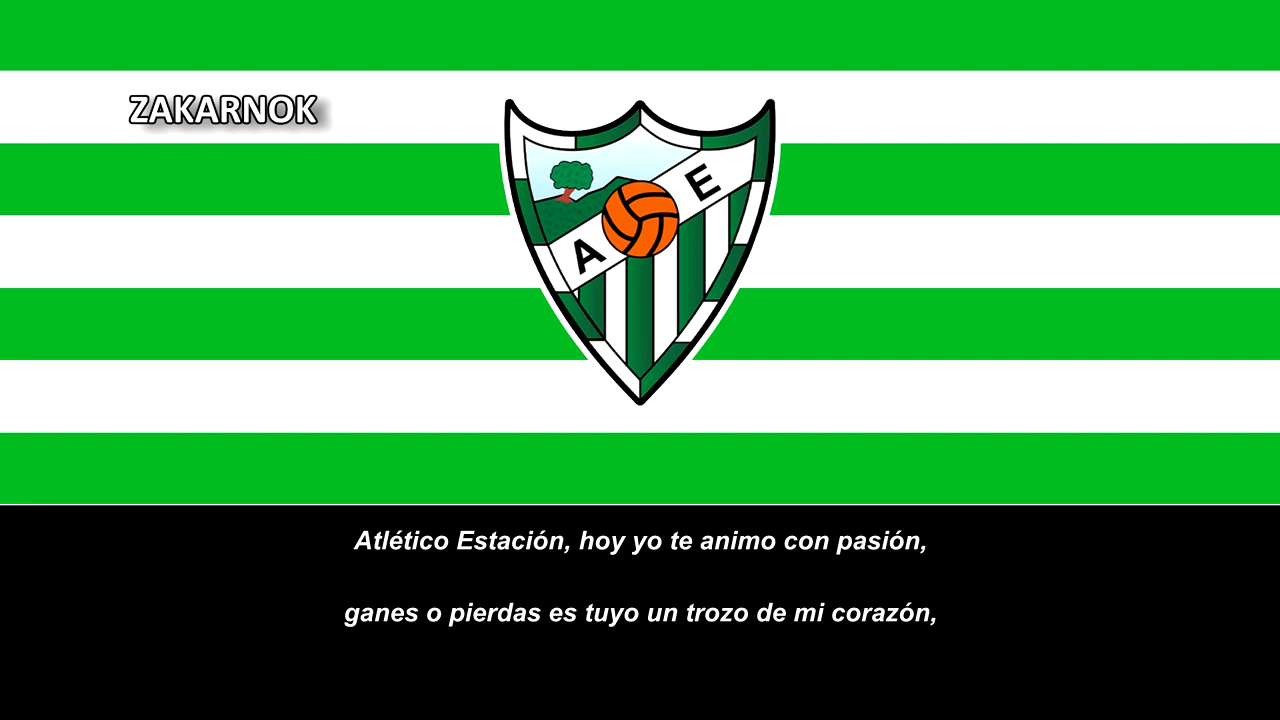 ZAKARNOK
A E
Atlético Estación, hoy yo te animo con pasión,
ganes o pierdas es tuyo un trozo de mi corazón,